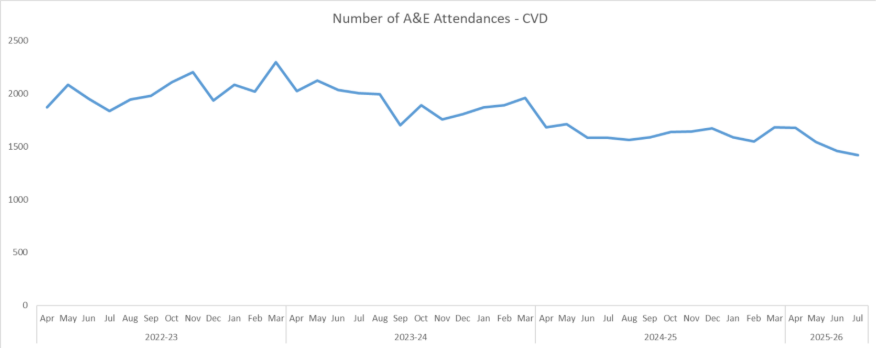 Number of A&E Attendances - CVD
2500
2000
1500
1000
500
0
Apr May Jun Jul Aug Sep Oct Nov Dec Jan Feb Mar Apr May Jun Jul Aug Sep Oct Nov Dec Jan Feb Mar Apr May Jun Jul Aug Sep Oct Nov Dec Jan Feb Mar Apr May Jun Jul
2022-23 2023-24 2024-25 2025-26